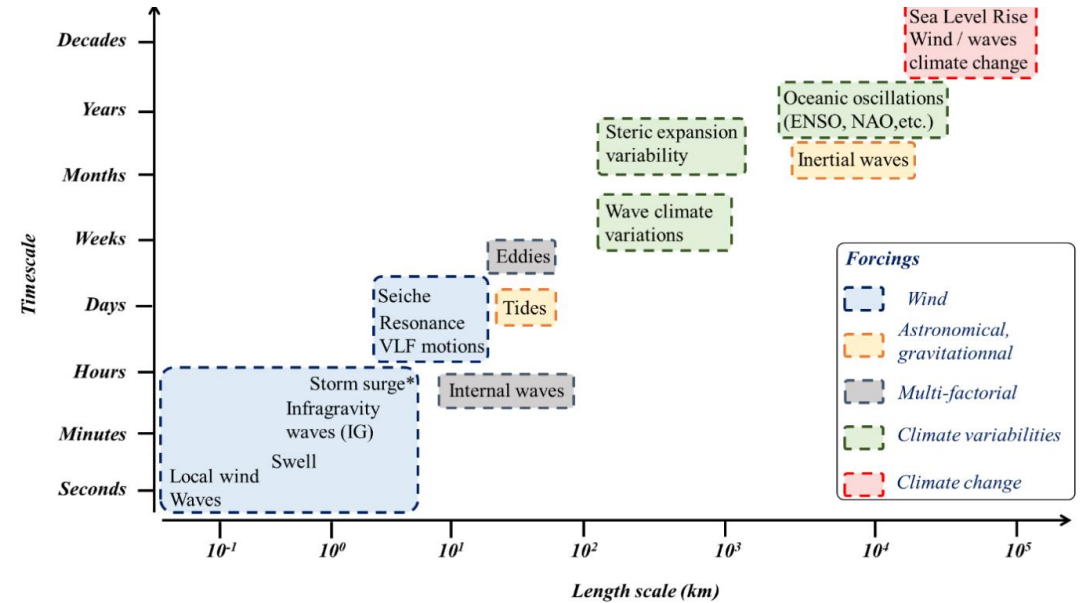 Decades
Years
Months
Weeks
Days
Hours
Minutes
Seconds
Timescale
Sea Level Rise
Wind / waves
climate change
Oceanic oscillations
(ENSO, NAO,etc.)
Inertial waves
Steric expansion
variability
Wave climate
variations
Eddies
Tides
Seiche
Resonance
VLF motions
Internal waves
Storm surge*
Infragravity
waves (IG)
Swell
Local wind
Waves
Forcings
Wind
Astronomical,
gravitationnal
Multi-factorial
Climate variabilities
Climate change
10-1
10⁰
10¹
10²
10³
10⁴
10⁵
Length scale (km)